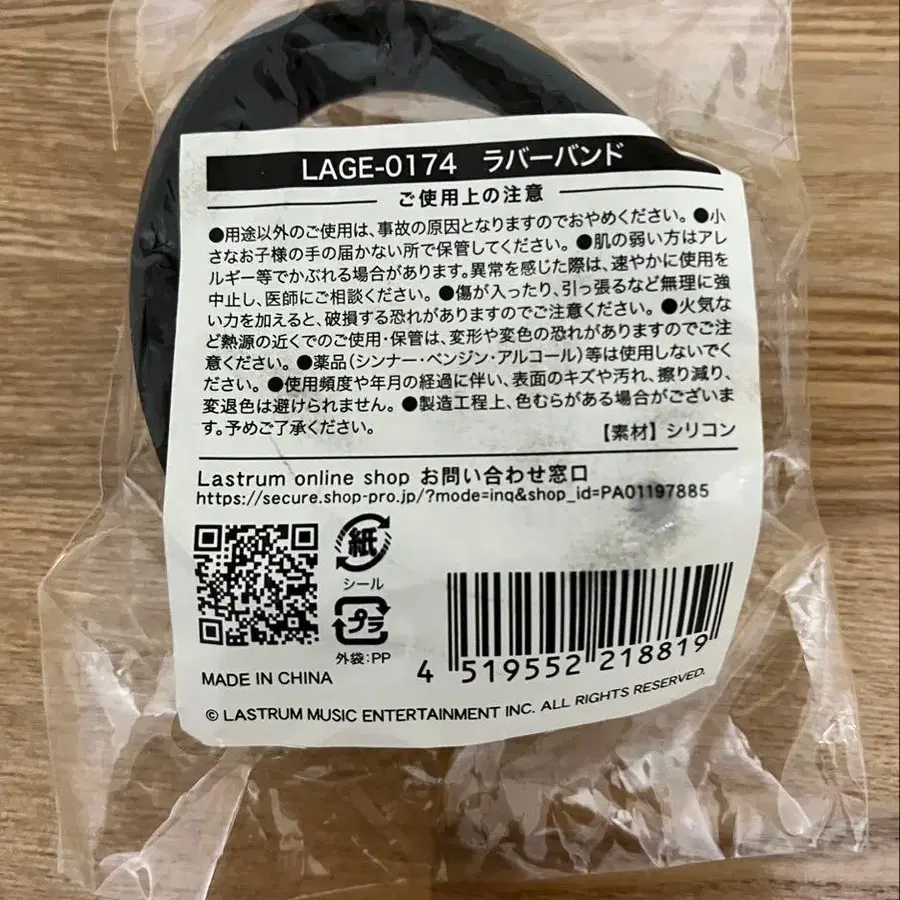 LAGE-0174 ラバーバンド
ご使用上の注意
●用途以外のご使用は、事故の原因となりますのでおやめください。●小
さなお子様の手の届かない所で保管してください。●肌の弱い方はアレ
ルギー等でかぶれる場合があります。異常を感じた際は、速やかに使用を
中止し、医師にご相談ください。●傷が入ったり、引っ張るなど無理に強
い力を加えると、破損する恐れがありますのでご注意ください。●火気な
ど熱源の近くでのご使用・保管は、変形や変色の恐れがありますのでご注
意ください。●薬品（シンナー・ベンジン・アルコール）等は使用しないでく
ださい。●使用頻度や年月の経過に伴い、表面のキズや汚れ、擦り減り、
変退色は避けられません。●製造工程上、色むらがある場合がございま
す。予めご了承ください。 【素材】シリコン
Lastrum online shop お問い合わせ窓口
https://secure.shop-pro.jp/?mode=inq&shop_id=PA01197885
紙
シール
プラ
外袋:PP
MADE IN CHINA
4 519552 218819
© LASTRUM MUSIC ENTERTAINMENT INC. ALL RIGHTS RESERVED.